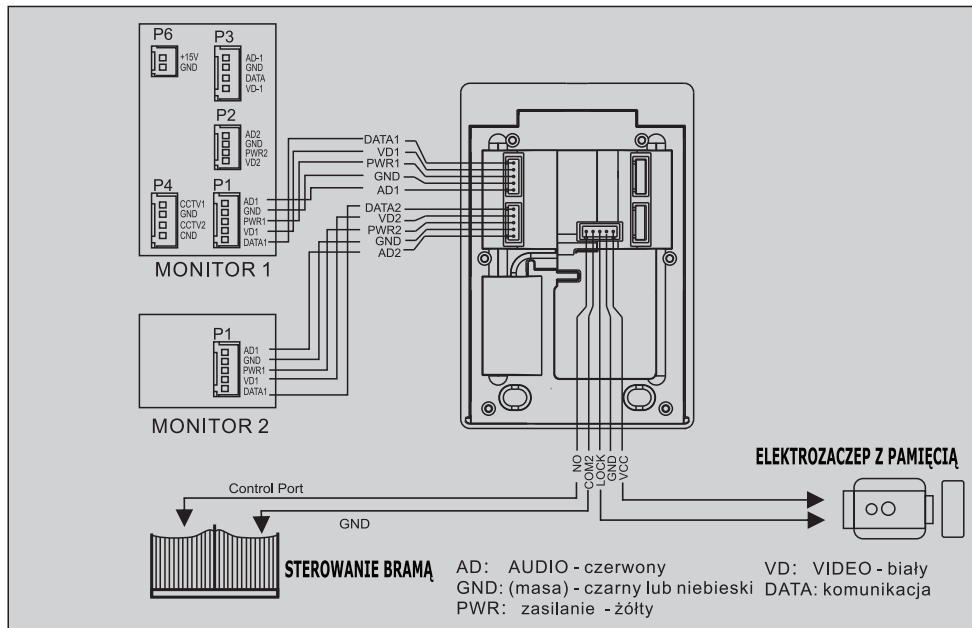 P6
+15V
GND
P3
AD-1
GND
DATA
VD-1
P2
AD2
GND
PWR2
VD2
P4
CCTV1
GND
CCTV2
CND
P1
AD1
GND
PWR1
VD1
DATA1
MONITOR 1
DATA1
VD1
PWR1
GND
AD1
DATA2
VD2
PWR2
GND
AD2
P1
AD1
GND
PWR1
VD1
DATA1
MONITOR 2
NO
COM2
LOCK
GND
VCC
ELEKTROZACZEP Z PAMIĘCIĄ
Control Port
GND
STEROWANIE BRAMĄ
AD: AUDIO - czerwony
GND: (masa) - czarny lub niebieski
PWR: zasilanie - żółty
VD: VIDEO - biały
DATA: komunikacja